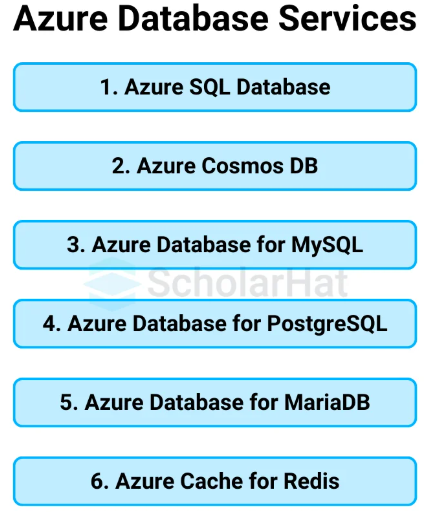 Azure Database Services
1. Azure SQL Database
2. Azure Cosmos DB
3. Azure Database for MySQL
ScholarHat
4. Azure Database for PostgreSQL
5. Azure Database for MariaDB
6. Azure Cache for Redis